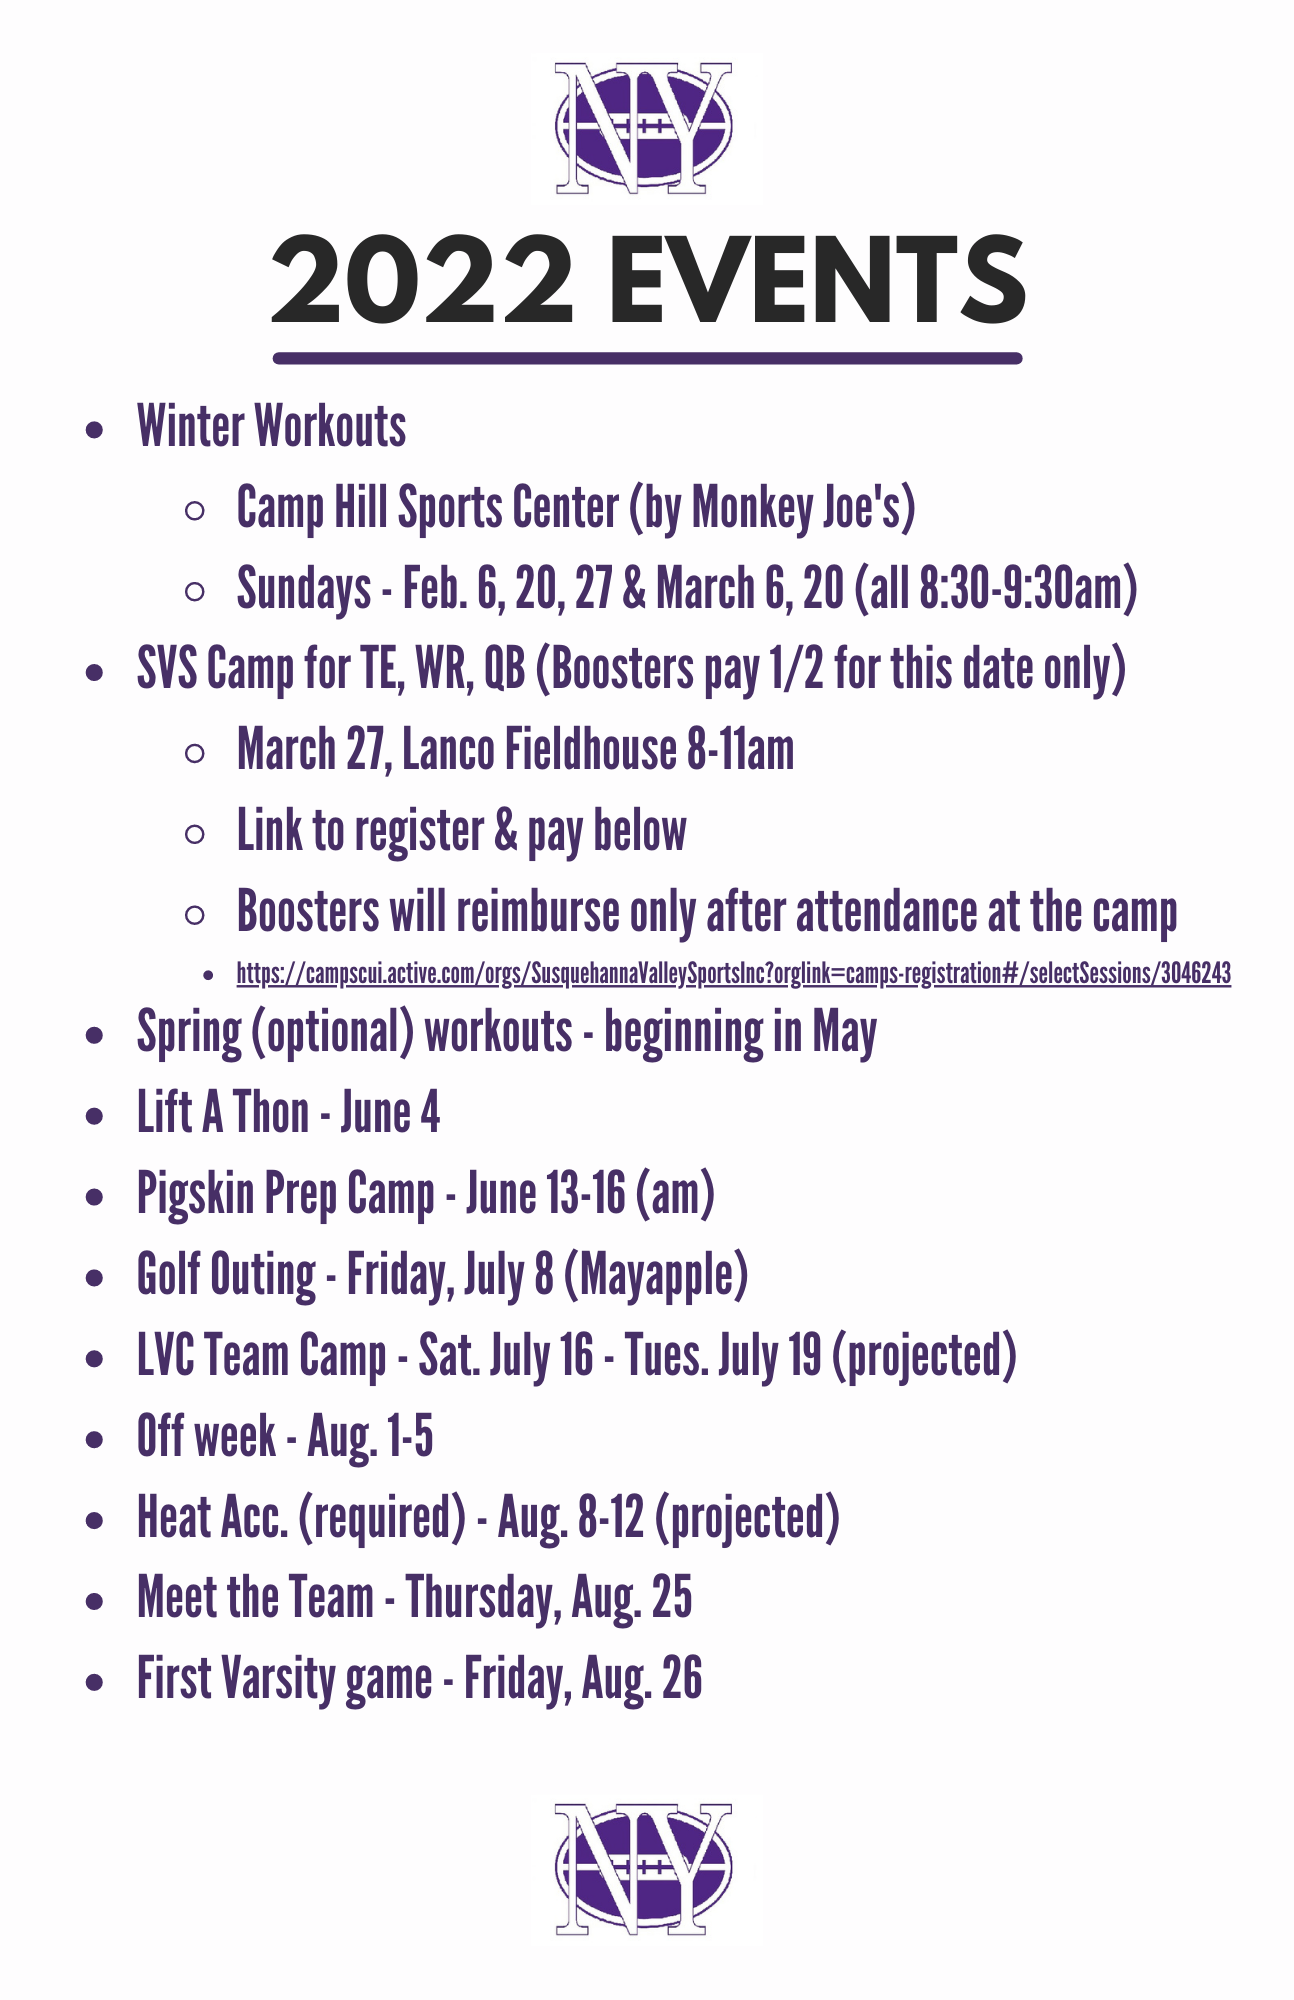 NY
2022 EVENTS
Winter Workouts
Camp Hill Sports Center (by Monkey Joe's)
Sundays - Feb. 6, 20, 27 & March 6, 20 (all 8:30-9:30am)
SVS Camp for TE, WR, QB (Boosters pay 1/2 for this date only)
March 27, Lanco Fieldhouse 8-11am
Link to register & pay below
Boosters will reimburse only after attendance at the camp
https://campscui.active.com/orgs/SusquehannaValleySportsInc?orglink=camps-registration#/selectSessions/3046243
Spring (optional) workouts - beginning in May
Lift A Thon - June 4
Pigskin Prep Camp - June 13-16 (am)
Golf Outing - Friday, July 8 (Mayapple)
LVC Team Camp - Sat. July 16 - Tues. July 19 (projected)
Off week - Aug. 1-5
Heat Acc. (required) - Aug. 8-12 (projected)
Meet the Team - Thursday, Aug. 25
First Varsity game - Friday, Aug. 26
NY